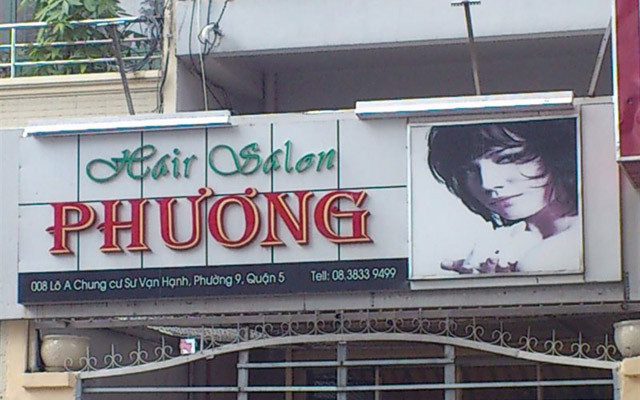 Hair Salon
PHƯƠNG
008 Lô A Chung cư Sư Vạn Hạnh, Phường 9, Quận 5 Tell: 08.3833 9499